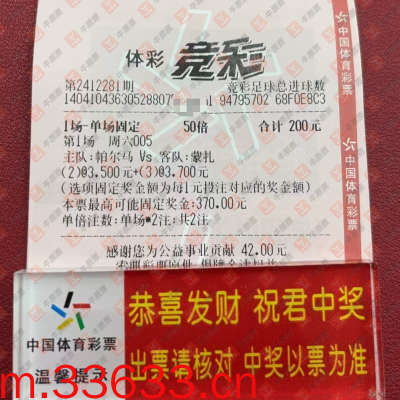 体彩 竞彩
中国体育彩票
第2412281期 竞彩足球总进球数
14041043630528807 94795702 68F0E8C3
1场-单场固定 50倍 合计 200元
第1场 周六005
主队:帕尔马 Vs 客队:蒙扎
(2)@3.500元+(3)@3.700元
(选项固定奖金额为每1元投注对应的奖金额)
本票最高可能固定奖金:370.00元
单倍注数:单场*2注;共2注
感谢您为公益事业贡献 42.00元
中国体育彩票
恭喜发财 祝君中奖
出票请核对 中奖以票为准
中国体育彩票
温馨提示
m.33633.cn